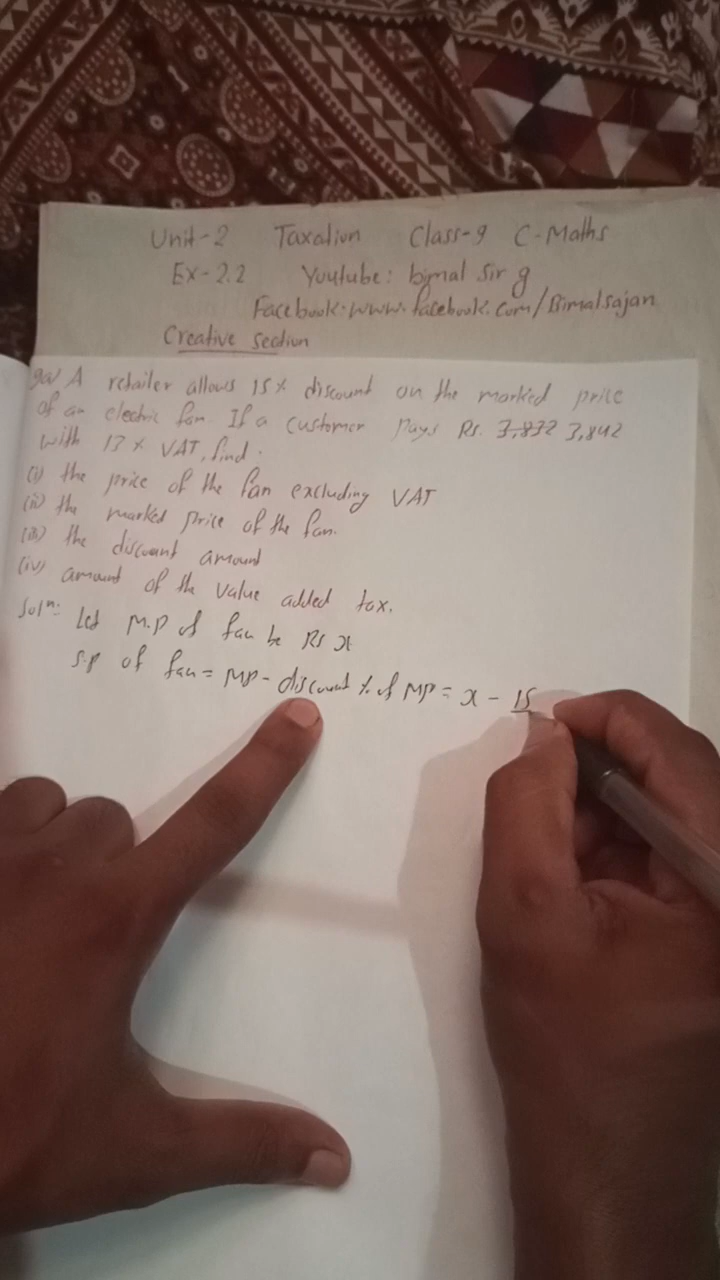 Unit-2 Taxation Class-9 C-Maths
Ex-2.2 Youtube: bimal sir g
Facebook:www.facebook.com/Bimalsajan
Creative section
9a) A retailer allows 15% discount on the marked price
of an electric fan. If a customer pays Rs. 3,832 3,842
with 13% VAT, find.
(i) the price of the fan excluding VAT
(ii) the marked price of the fan.
(iii) the discount amount
(iv) amount of the value added tax.
Solⁿ: Let M.P of fan be Rs x
S.P of fan = MP - discount % of MP = x - 15